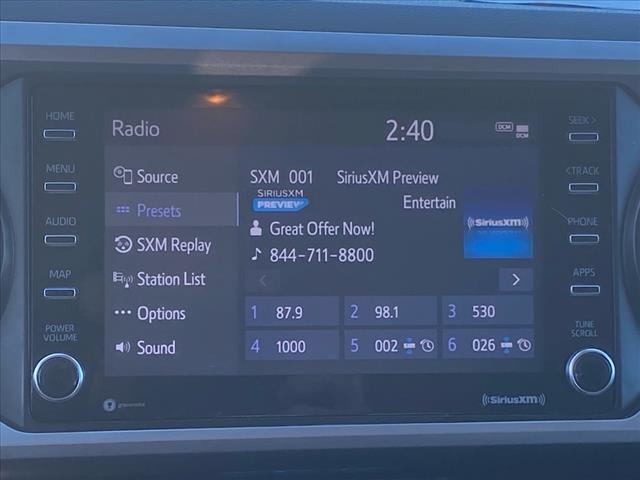 HOME
MENU
AUDIO
MAP
POWER
VOLUME
Radio
2:40
DCM
DCM
Source
Presets
SXM Replay
Station List
Options
Sound
SXM 001 SiriusXM Preview
SIRIUSXM
PREVIEW
Entertain
Great Offer Now!
844-711-8800
(((SiriusXM)))
1 87.9
2 98.1
3 530
4 1000
5 002
6 026
SEEK >
< TRACK
PHONE
APPS
TUNE
SCROLL
gracenote
(((SiriusXM)))